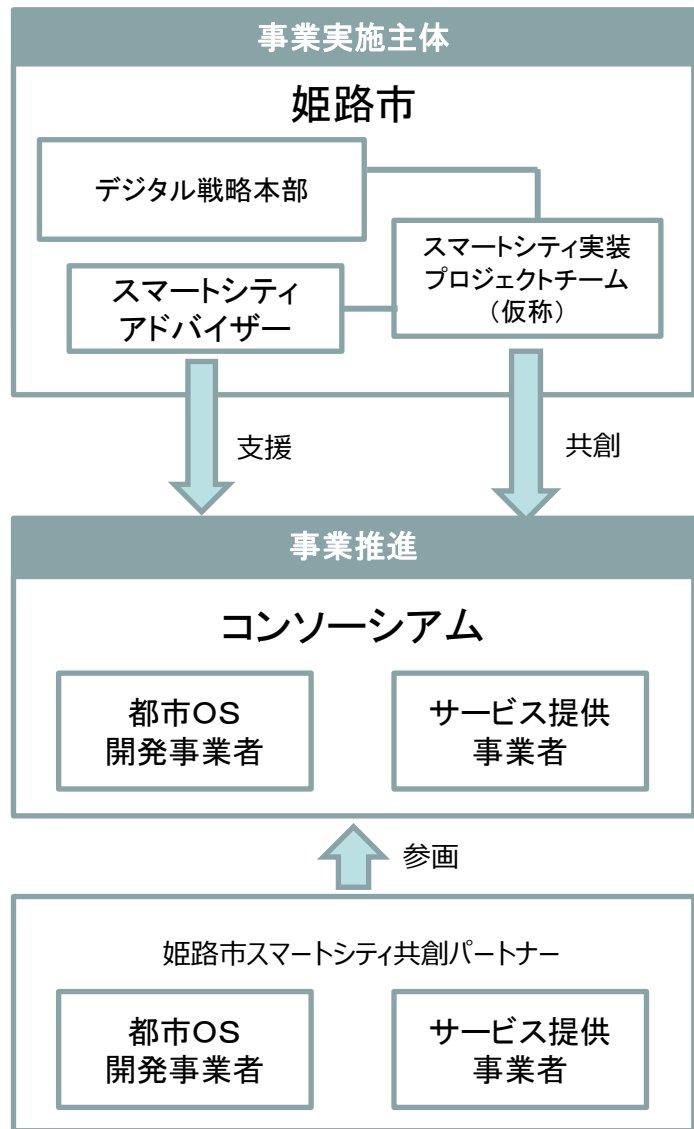 事業実施主体
姫路市
デジタル戦略本部
スマートシティ実装
プロジェクトチーム
（仮称）
スマートシティ
アドバイザー
支援
共創
事業推進
コンソーシアム
都市OS
開発事業者
サービス提供
事業者
参画
姫路市スマートシティ共創パートナー
都市OS
開発事業者
サービス提供
事業者